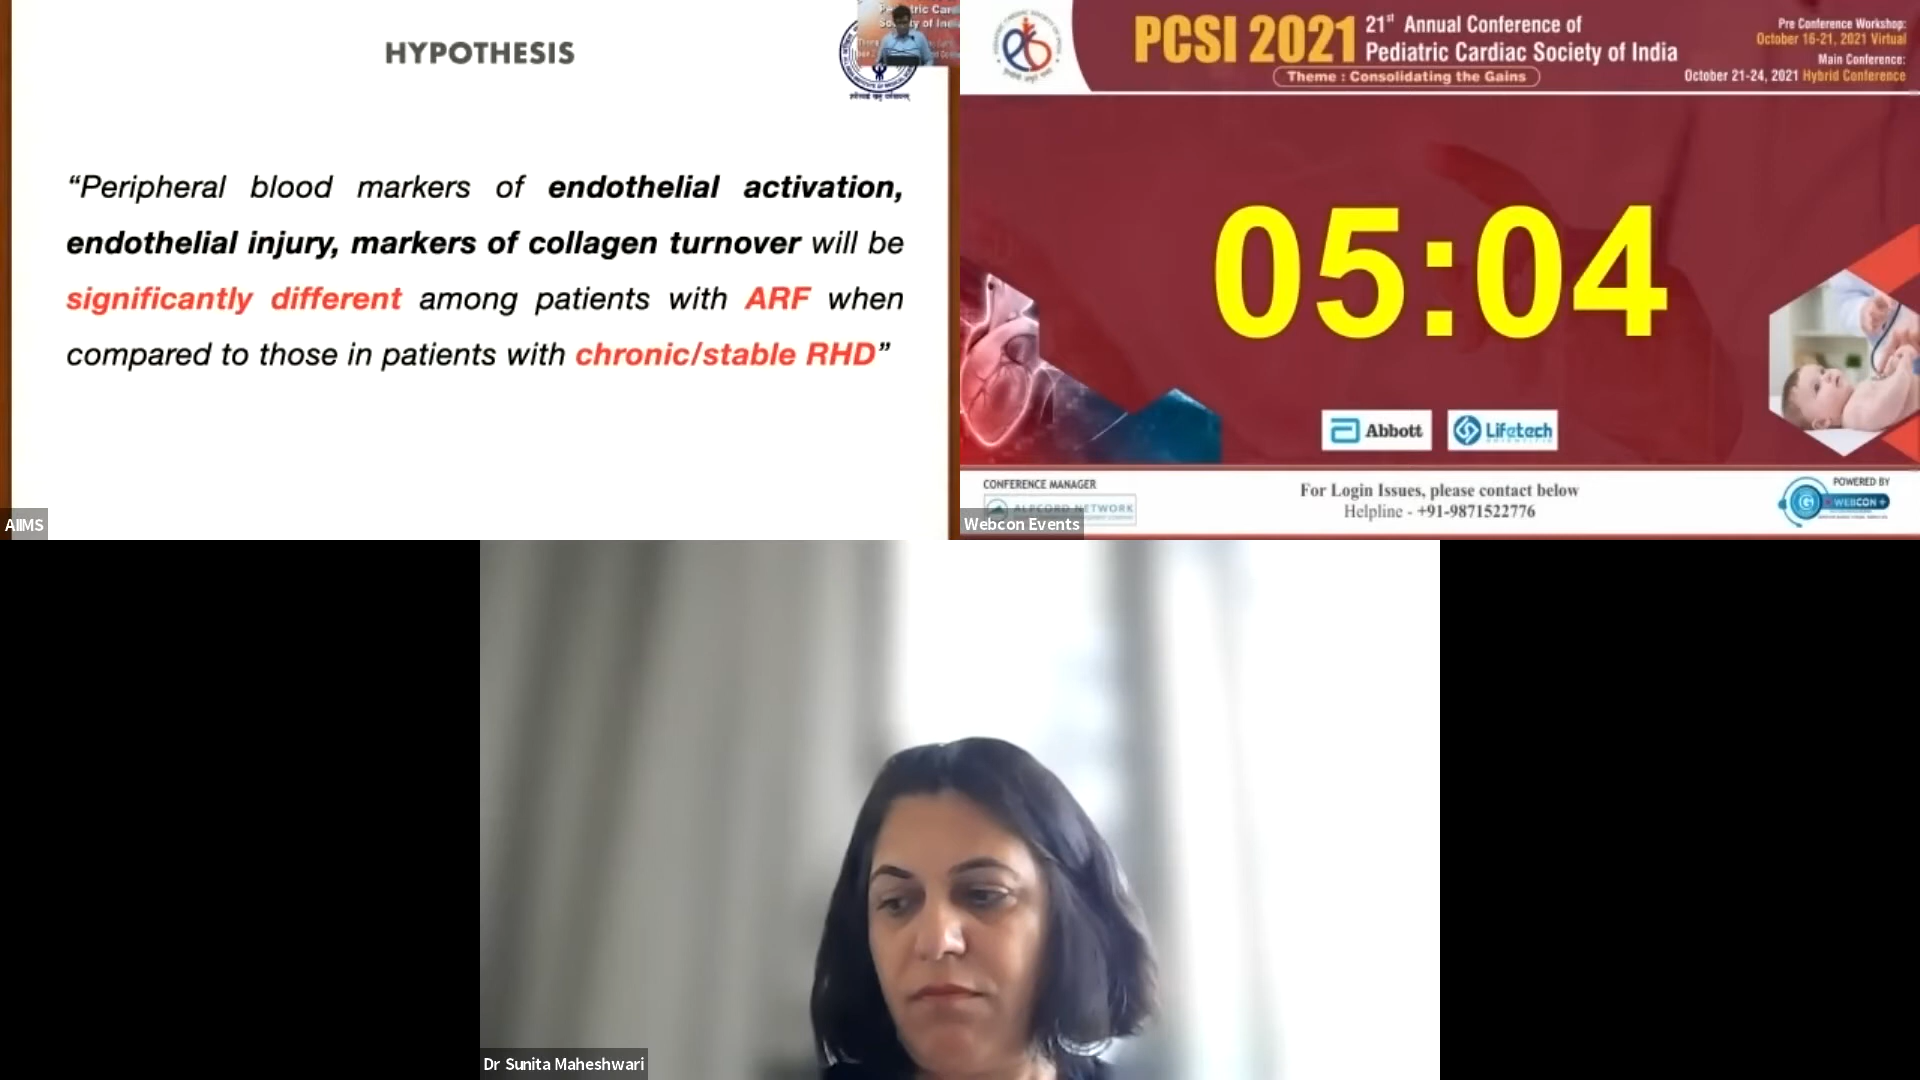 HYPOTHESIS
“Peripheral blood markers of endothelial activation,
endothelial injury, markers of collagen turnover will be
significantly different among patients with ARF when
compared to those in patients with chronic/stable RHD”
AIIMS
PCSI 2021
21st Annual Conference of
Pediatric Cardiac Society of India
Theme : Consolidating the Gains
Pre Conference Workshop:
October 16-21, 2021 Virtual
Main Conference:
October 21-24, 2021 Hybrid Conference
05:04
Abbott
Lifetech
CONFERENCE MANAGER
ALPCORD NETWORK
For Login Issues, please contact below
Helpline - +91-9871522776
POWERED BY
WEBCON +
Webcon Events
Dr Sunita Maheshwari